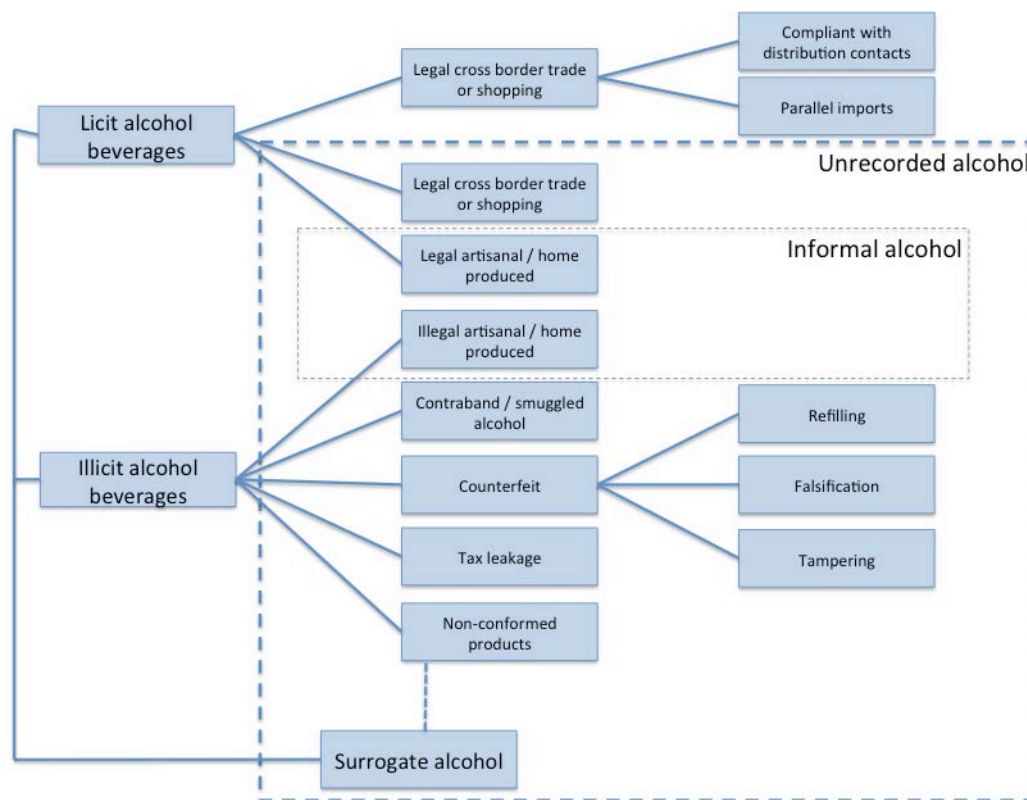 Compliant with
distribution contacts
Legal cross border trade
or shopping
Parallel imports
Licit alcohol
beverages
Unrecorded alcohol
Legal cross border trade
or shopping
Informal alcohol
Legal artisanal / home
produced
Illegal artisanal / home
produced
Contraband / smuggled
alcohol
Refilling
Illicit alcohol
beverages
Counterfeit
Falsification
Tax leakage
Tampering
Non-conformed
products
Surrogate alcohol